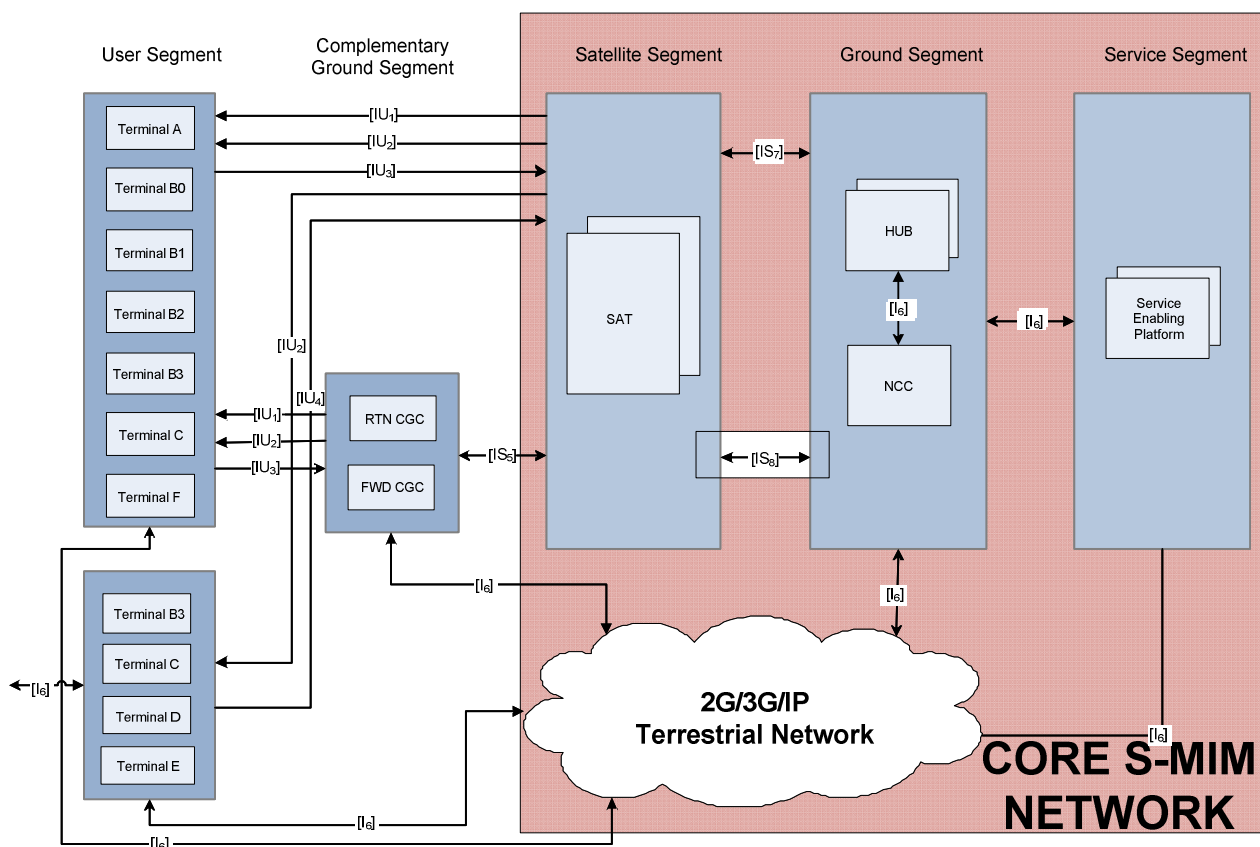 User Segment
Complementary
Ground Segment
Satellite Segment
Ground Segment
Service Segment
Terminal A
Terminal B0
Terminal B1
Terminal B2
Terminal B3
Terminal C
Terminal F
[IU₁]
[IU₂]
[IU₃]
[IU₂]
[IU₄]
[IU₁]
[IU₂]
[IU₃]
RTN CGC
FWD CGC
[IS₅]
SAT
[IS₇]
[IS₈]
HUB
[I₆]
NCC
[I₆]
Service
Enabling
Platform
[I₆]
[I₆]
Terminal B3
Terminal C
Terminal D
Terminal E
[I₆]
[I₆]
[I₆]
[I₆]
2G/3G/IP
Terrestrial Network
CORE S-MIM
NETWORK